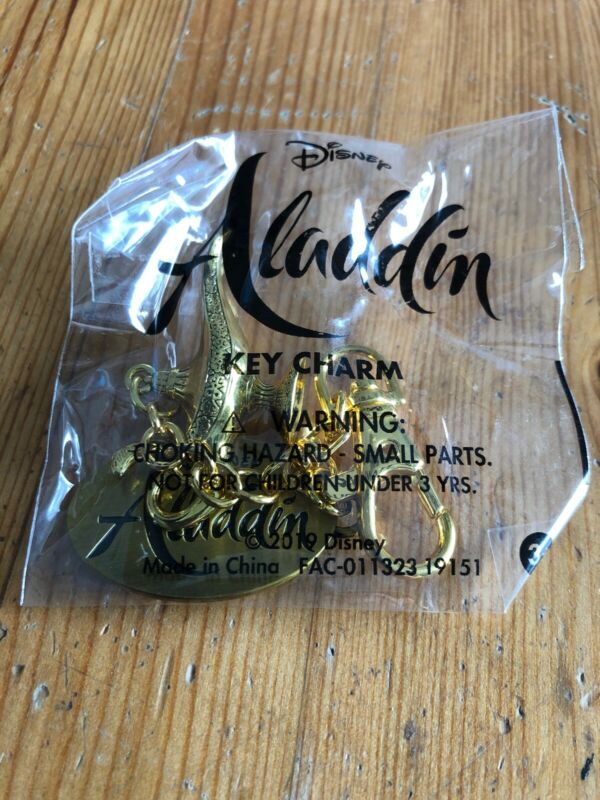 Disney
Aladdin
KEY CHARM
⚠ WARNING:
CHOKING HAZARD - SMALL PARTS.
NOT FOR CHILDREN UNDER 3 YRS.
Aladdin
© 2019 Disney
Made in China FAC-011323 19151